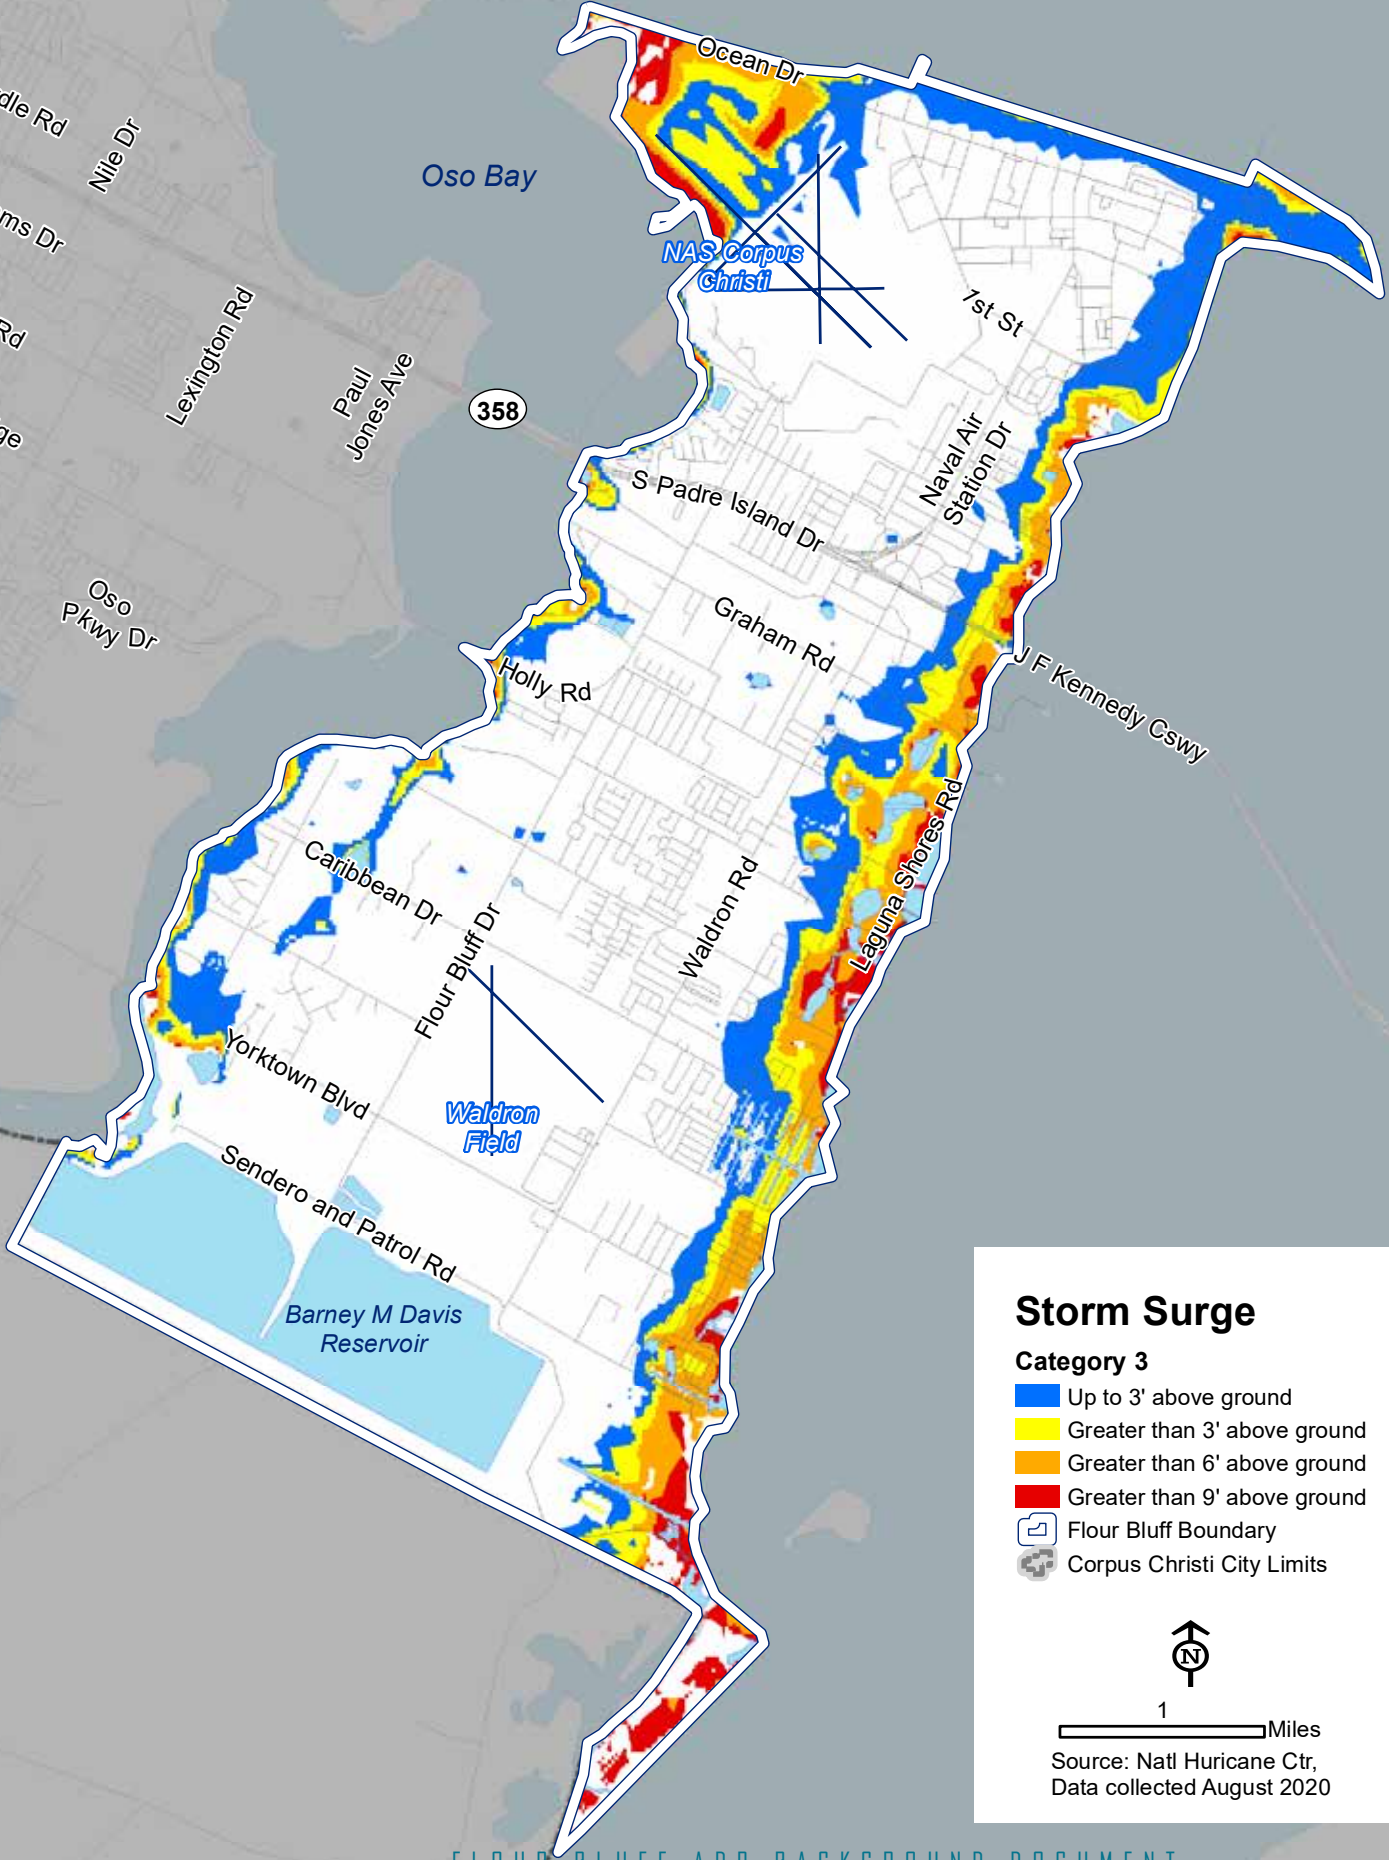 Ocean Dr
dle Rd
Nile Dr
Oso Bay
ms Dr
NAS Corpus
Christi
1st St
Rd
Lexington Rd
Paul
Jones Ave
358
ge
Naval Air
Station Dr
S Padre Island Dr
Oso
Pkwy Dr
Graham Rd
Holly Rd
J F Kennedy Cswy
Caribbean Dr
Laguna Shores Rd
Waldron Rd
Flour Bluff Dr
Yorktown Blvd
Waldron
Field
Sendero and Patrol Rd
Barney M Davis
Reservoir
Storm Surge
Category 3
Up to 3' above ground
Greater than 3' above ground
Greater than 6' above ground
Greater than 9' above ground
Flour Bluff Boundary
Corpus Christi City Limits
N
1
Miles
Source: Natl Huricane Ctr,
Data collected August 2020
FLOUR BLUFF ADP BACKGROUND DOCUMENT